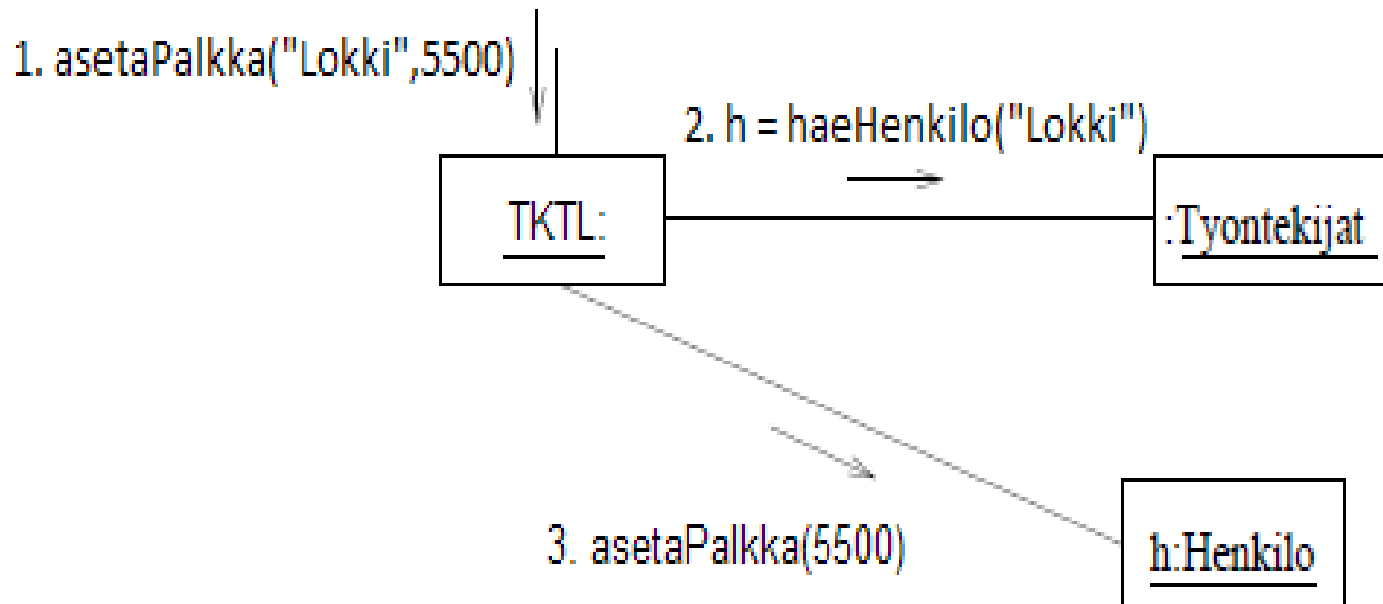 1. asetaPalkka("Lokki",5500)
2. h = haeHenkilo("Lokki")
TKTL:
:Tyontekijat
3. asetaPalkka(5500)
h:Henkilo